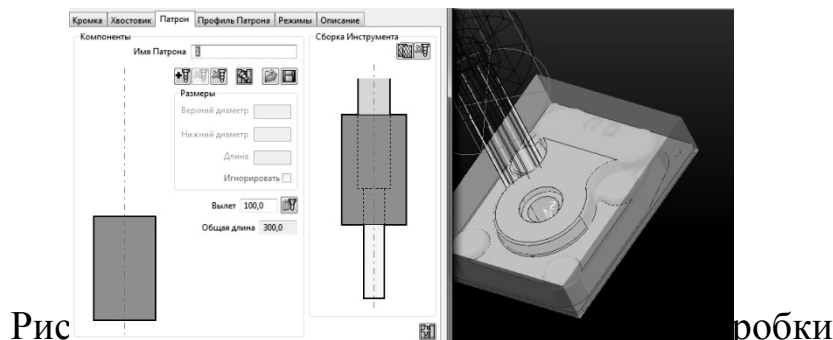 Кромка Хвостовик Патрон Профиль Патрона Режимы Описание
Компоненты
Имя Патрона
Размеры
Верхний диаметр
Нижний диаметр
Длина
Игнорировать
Вылет 100,0
Общая длина 300,0
Сборка Инструмента
Рис
робки